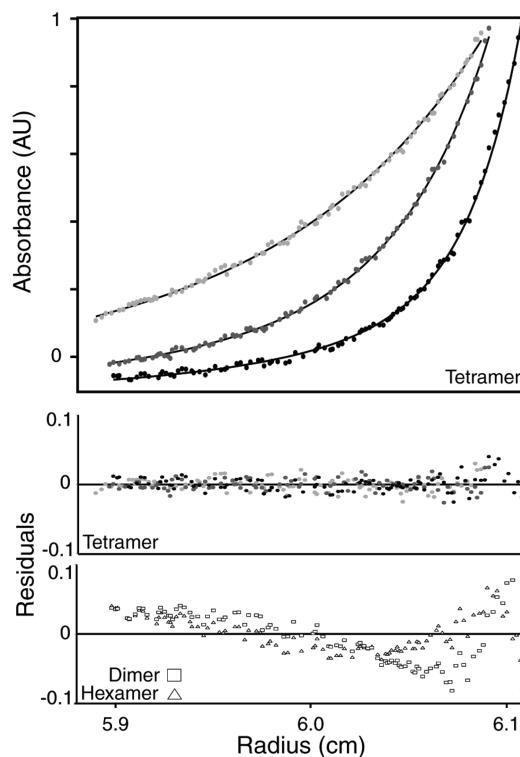 1
Absorbance (AU)
0
Tetramer
0.1
0
-0.1
Tetramer
Residuals
0.1
0
-0.1
Dimer □
Hexamer △
5.9 6.0 6.1
Radius (cm)